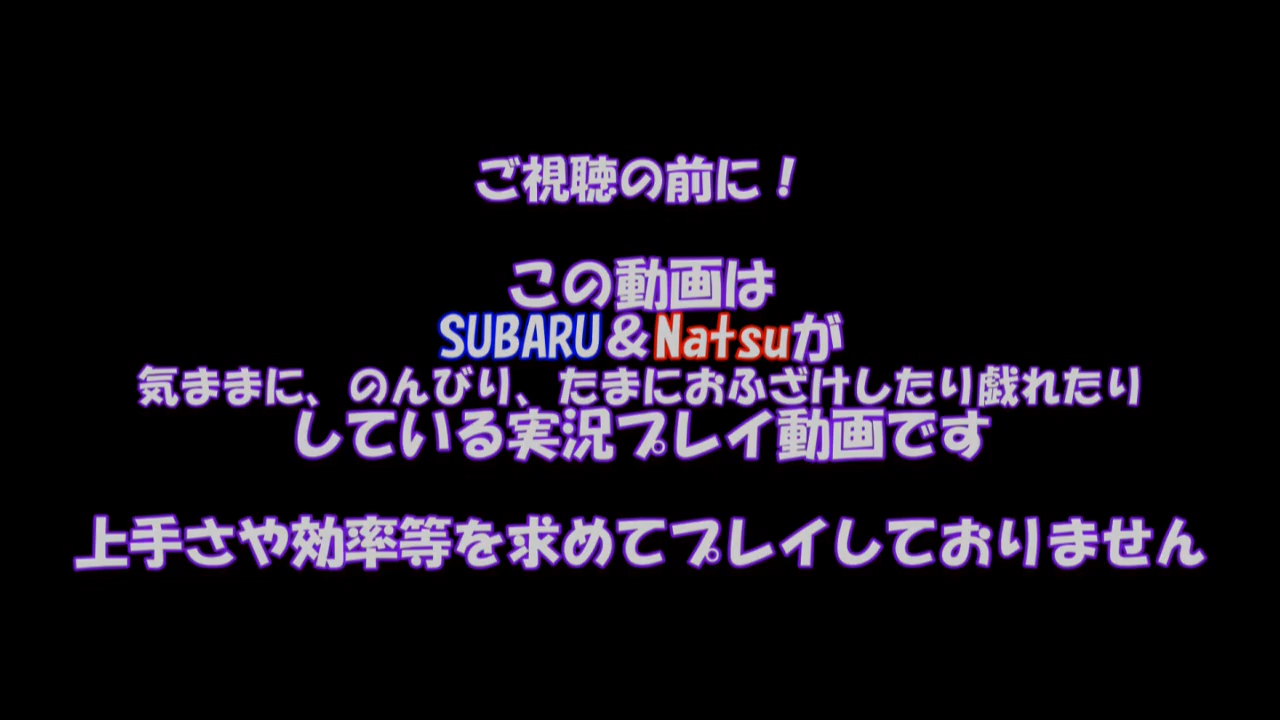 ご視聴の前に！
この動画は
SUBARU＆Natsuが
気ままに、のんびり、たまにおふざけしたり戯れたり
している実況プレイ動画です
上手さや効率等を求めてプレイしておりません